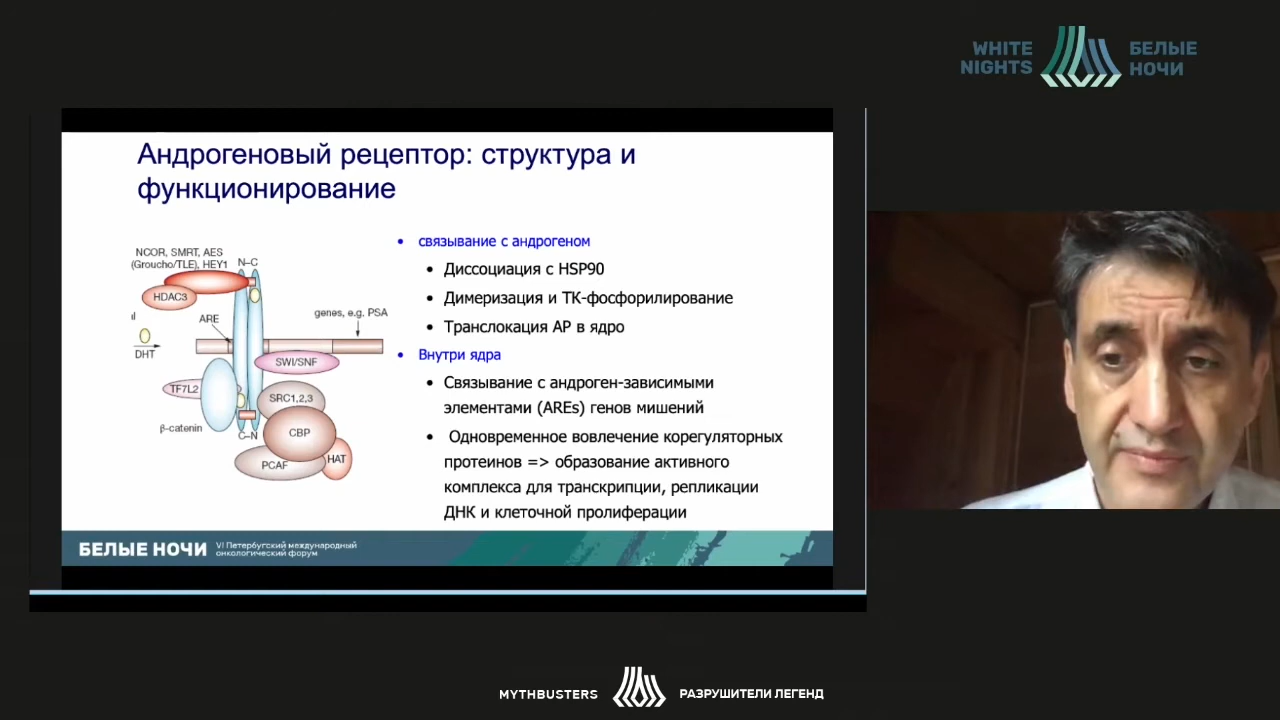 WHITE
NIGHTS
БЕЛЫЕ
НОЧИ
Андрогеновый рецептор: структура и
функционирование
NCOR, SMRT, AES
(Groucho/TLE), HEY1
N–C
HDAC3
ARE
genes, e.g, PSA
DHT
SWI/SNF
TF7L2
SRC1,2,3
β-catenin
C–N
CBP
PCAF
HAT
• связывание с андрогеном
• Диссоциация с HSP90
• Димеризация и ТК-фосфорилирование
• Транслокация АР в ядро
• Внутри ядра
• Связывание с андроген-зависимыми
элементами (AREs) генов мишений
• Одновременное вовлечение корегуляторных
протеинов => образование активного
комплекса для транскрипции, репликации
ДНК и клеточной пролиферации
БЕЛЫЕ НОЧИ
VI Петербургский международный
онкологический форум
MYTHBUSTERS
РАЗРУШИТЕЛИ ЛЕГЕНД